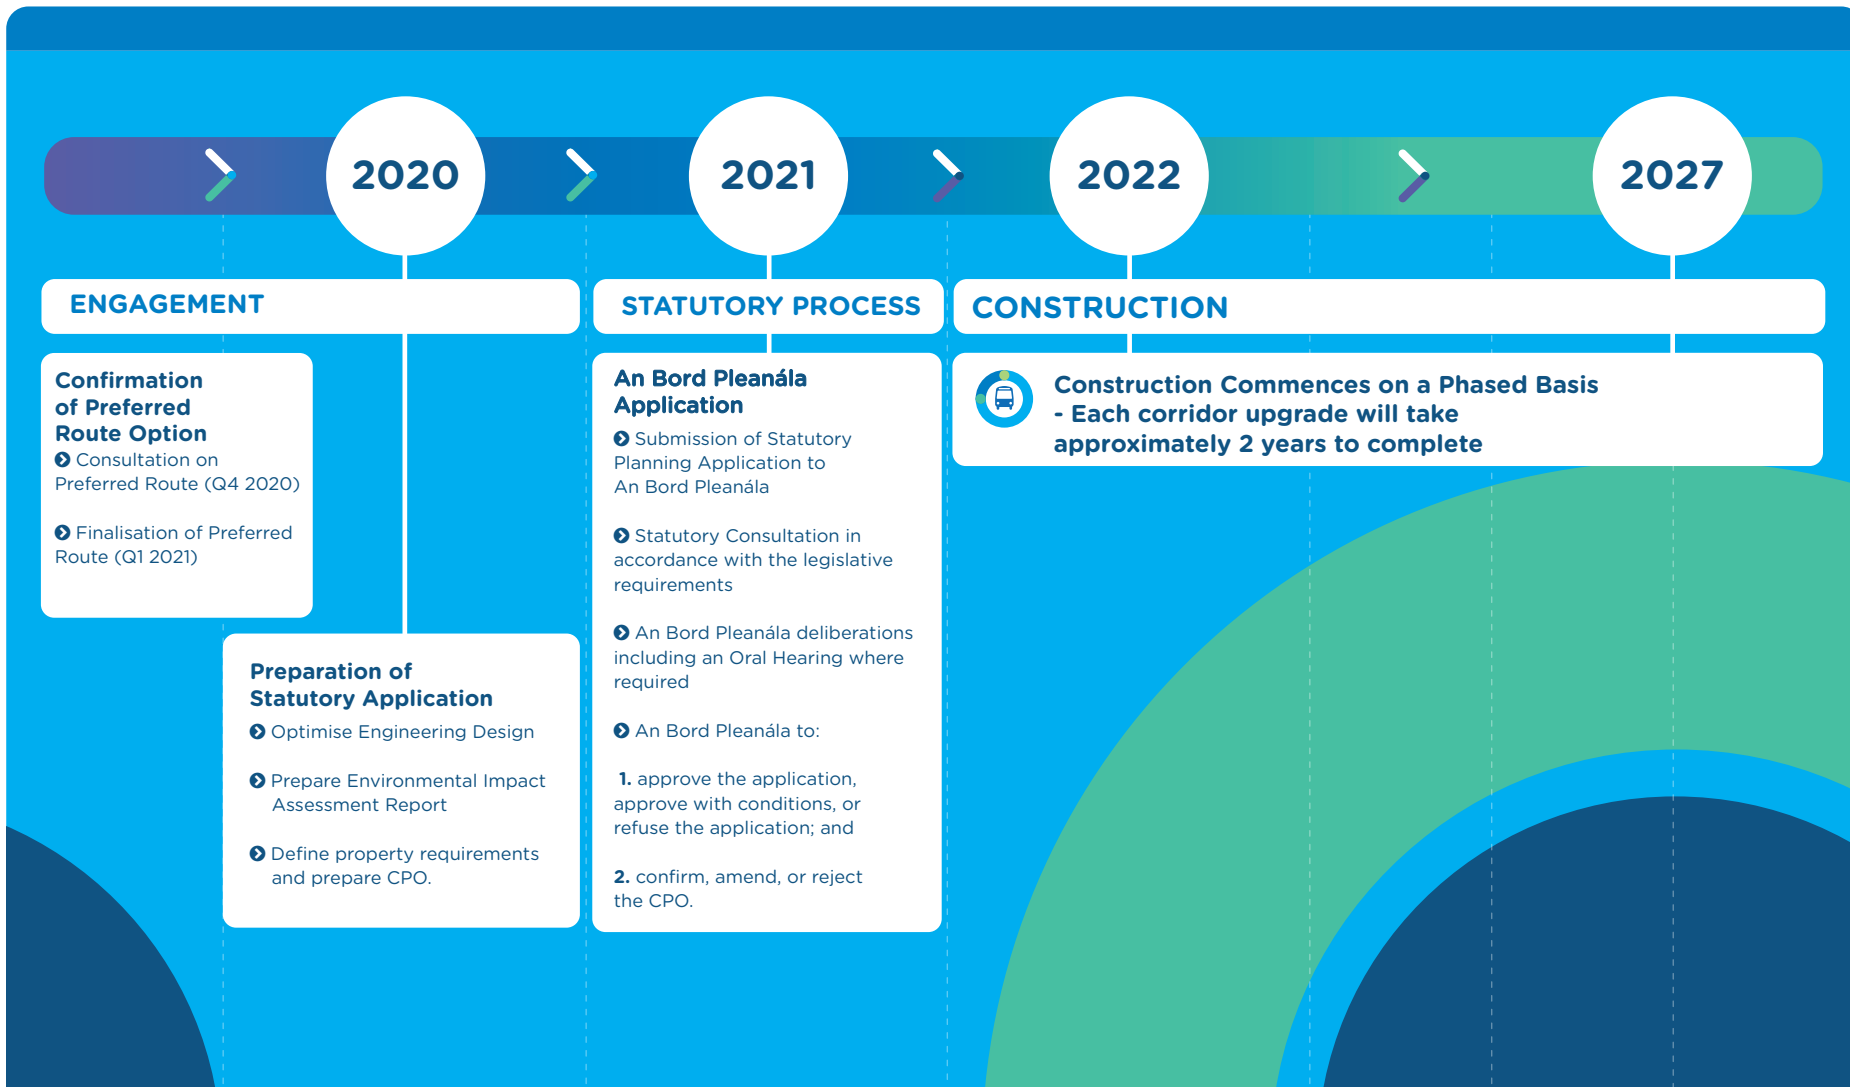 2020
2021
2022
2027
ENGAGEMENT
STATUTORY PROCESS
CONSTRUCTION
Confirmation
of Preferred
Route Option
Consultation on
Preferred Route (Q4 2020)
Finalisation of Preferred
Route (Q1 2021)
Preparation of
Statutory Application
Optimise Engineering Design
Prepare Environmental Impact
Assessment Report
Define property requirements
and prepare CPO.
An Bord Pleanála
Application
Submission of Statutory
Planning Application to
An Bord Pleanála
Statutory Consultation in
accordance with the legislative
requirements
An Bord Pleanála deliberations
including an Oral Hearing where
required
An Bord Pleanála to:
1. approve the application,
approve with conditions, or
refuse the application; and
2. confirm, amend, or reject
the CPO.
Construction Commences on a Phased Basis
- Each corridor upgrade will take
approximately 2 years to complete